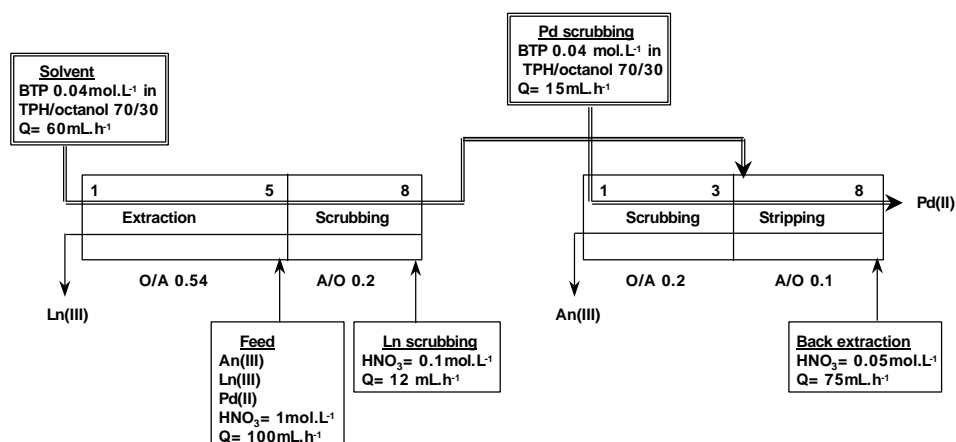 Solvent
BTP 0.04mol.L-1 in
TPH/octanol 70/30
Q= 60mL.h-1
Pd scrubbing
BTP 0.04 mol.L-1 in
TPH/octanol 70/30
Q= 15mL.h-1
1 5 8
Extraction Scrubbing
O/A 0.54 A/O 0.2
Ln(III)
1 3 8
Scrubbing Stripping
Pd(II)
O/A 0.2 A/O 0.1
An(III)
Feed
An(III)
Ln(III)
Pd(II)
HNO3= 1mol.L-1
Q= 100mL.h-1
Ln scrubbing
HNO3= 0.1mol.L-1
Q= 12 mL.h-1
Back extraction
HNO3= 0.05mol.L-1
Q= 75mL.h-1